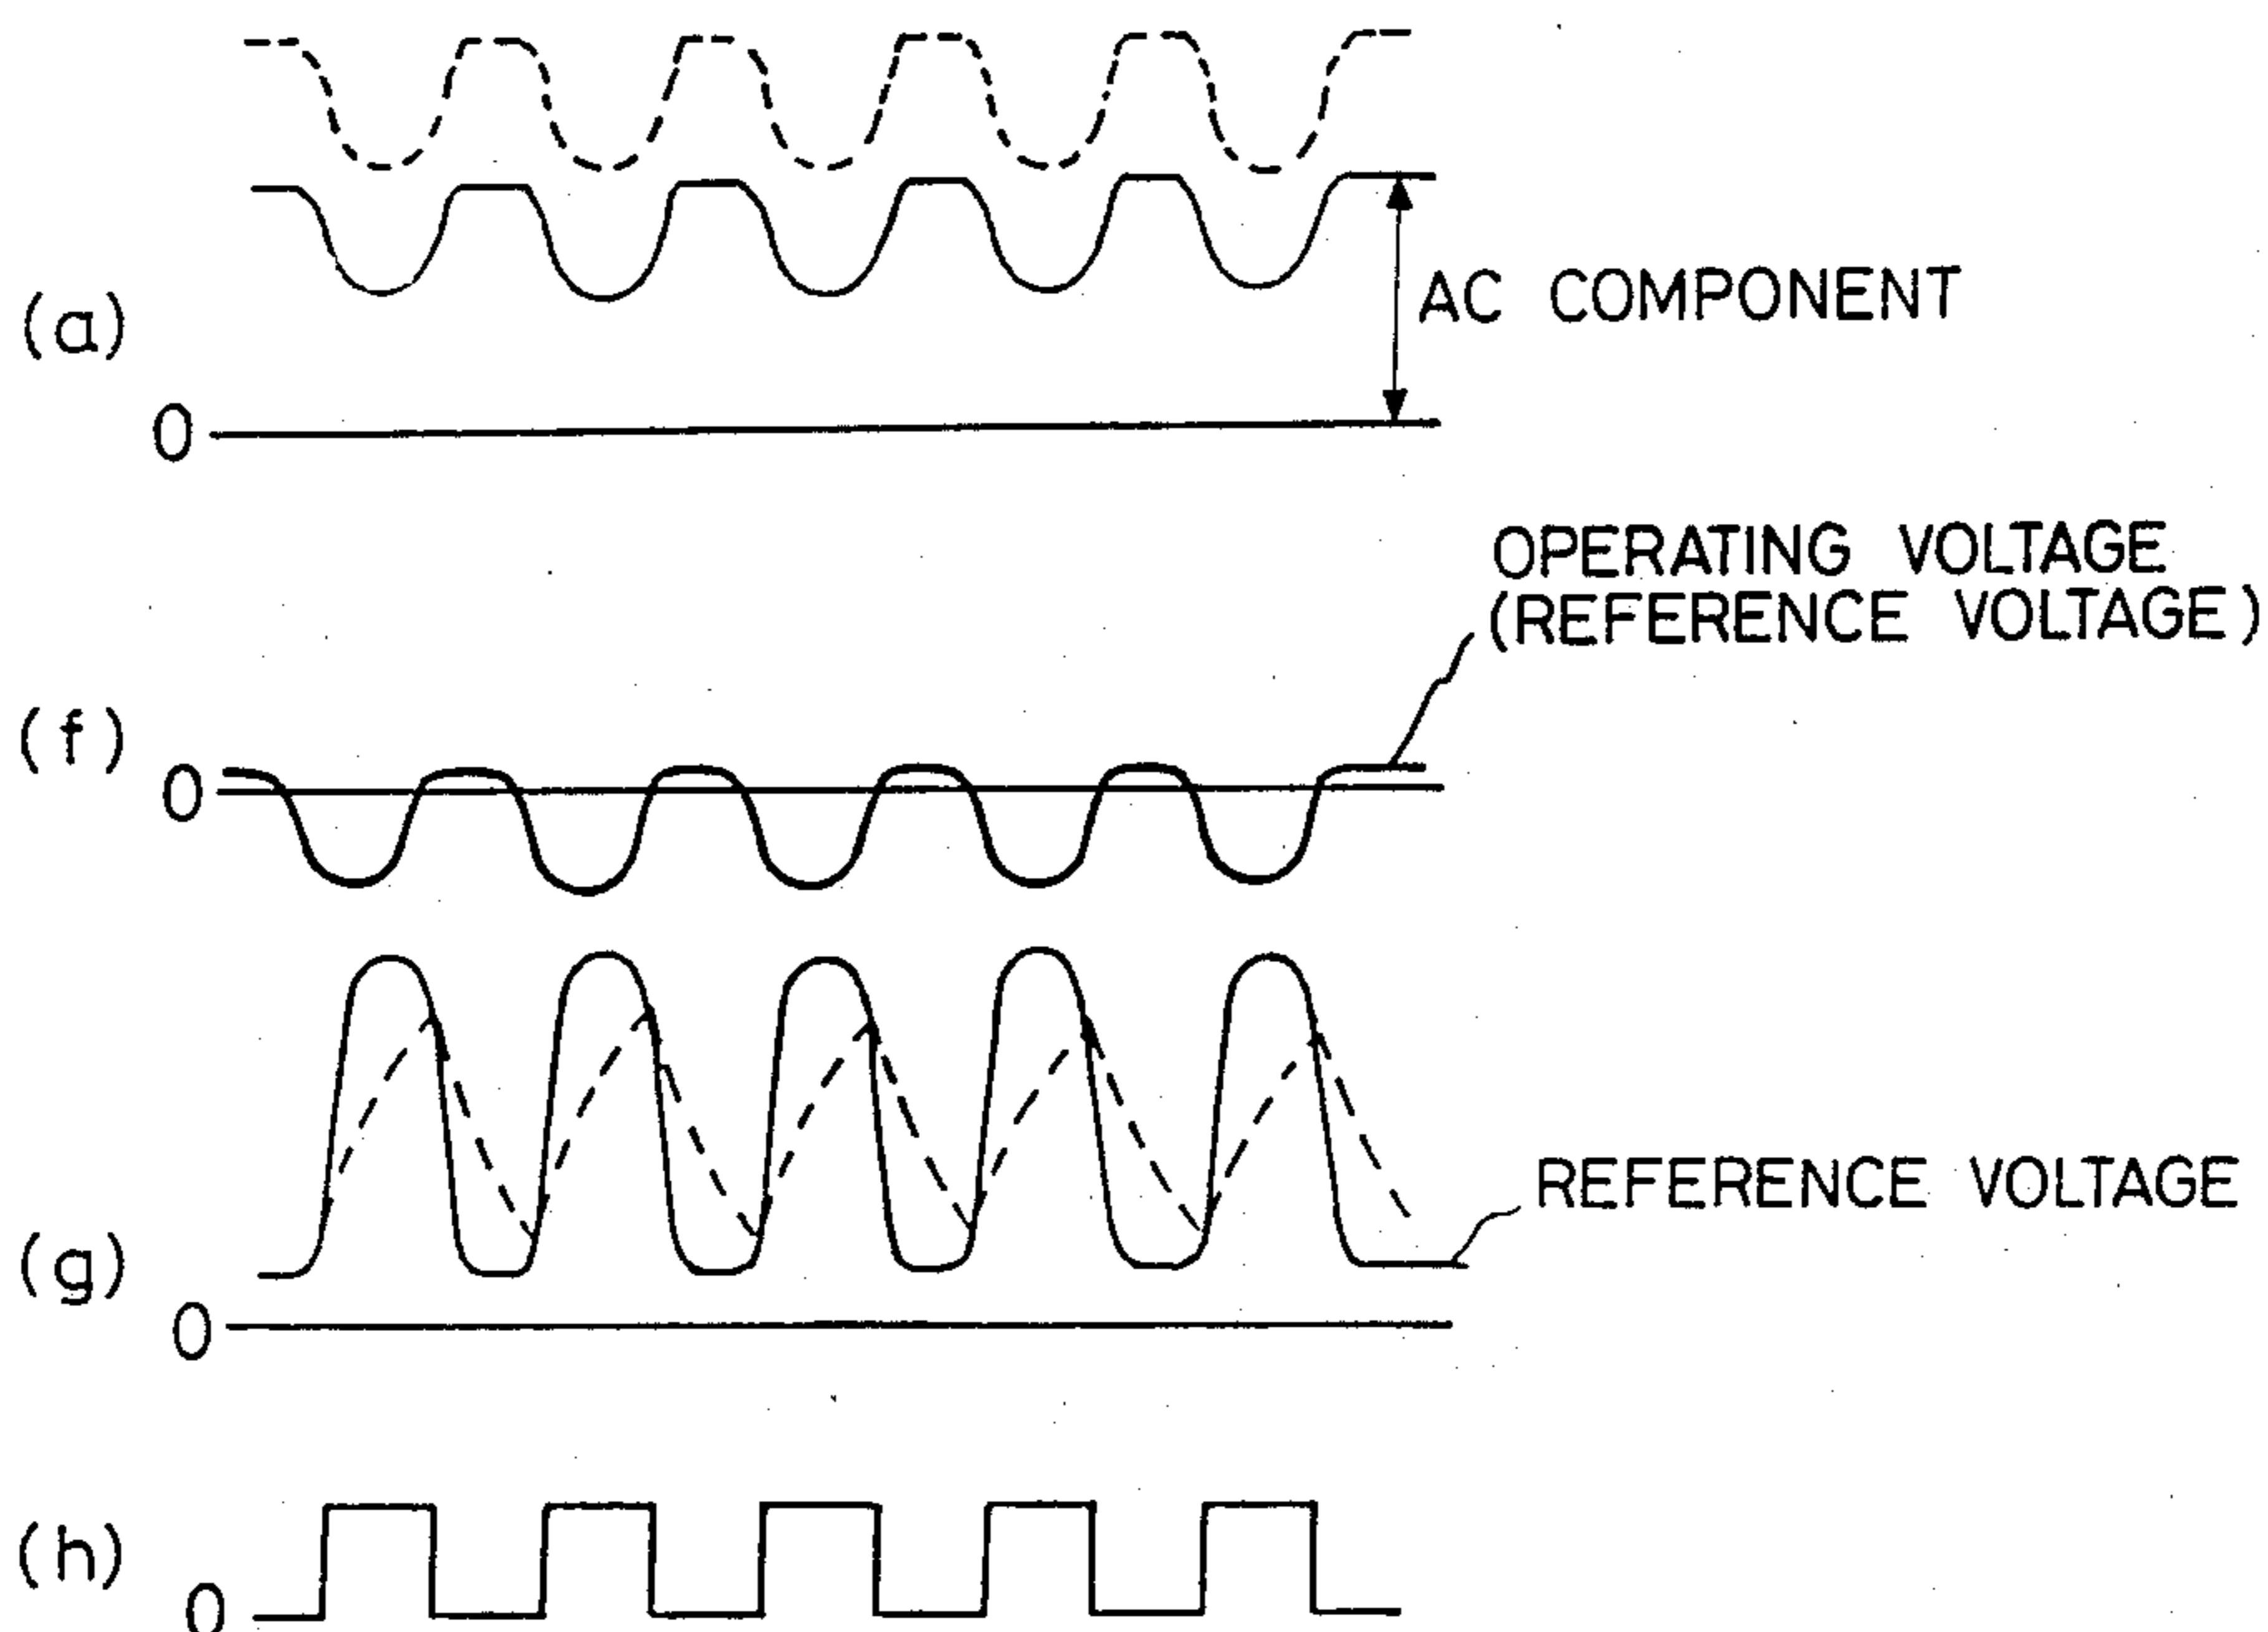 (a)
AC COMPONENT
0
OPERATING VOLTAGE
(REFERENCE VOLTAGE)
(f)
0
REFERENCE VOLTAGE
(g)
0
(h)
0